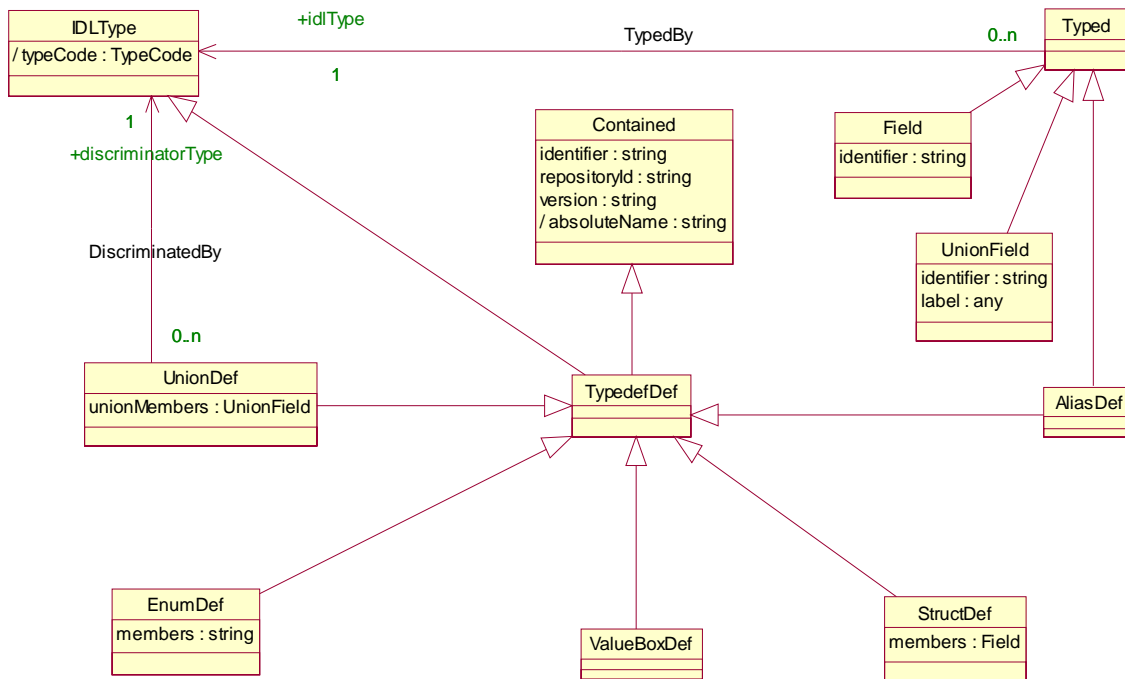 IDLType
/ typeCode : TypeCode
+idlType
TypedBy
0..n
1
Typed
1
+discriminatorType
DiscriminatedBy
0..n
Contained
identifier : string
repositoryId : string
version : string
/ absoluteName : string
Field
identifier : string
UnionField
identifier : string
label : any
UnionDef
unionMembers : UnionField
TypedefDef
AliasDef
EnumDef
members : string
ValueBoxDef
StructDef
members : Field